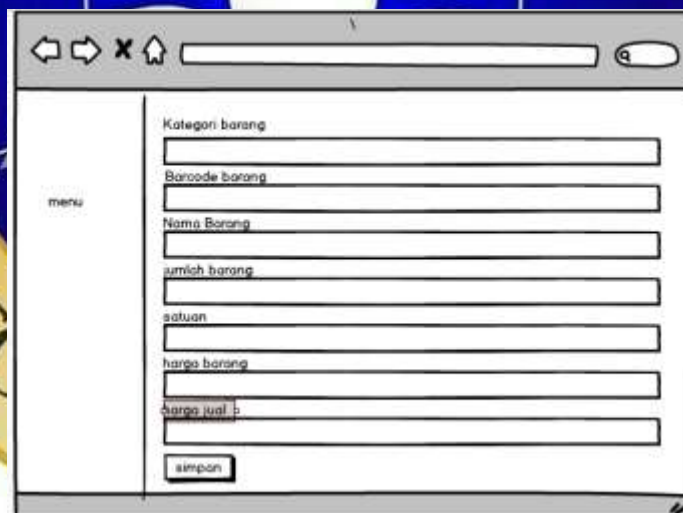 menu
Kategori barang
Barcode barang
Nama Barang
jumlah barang
satuan
harga barang
harga jual
simpan